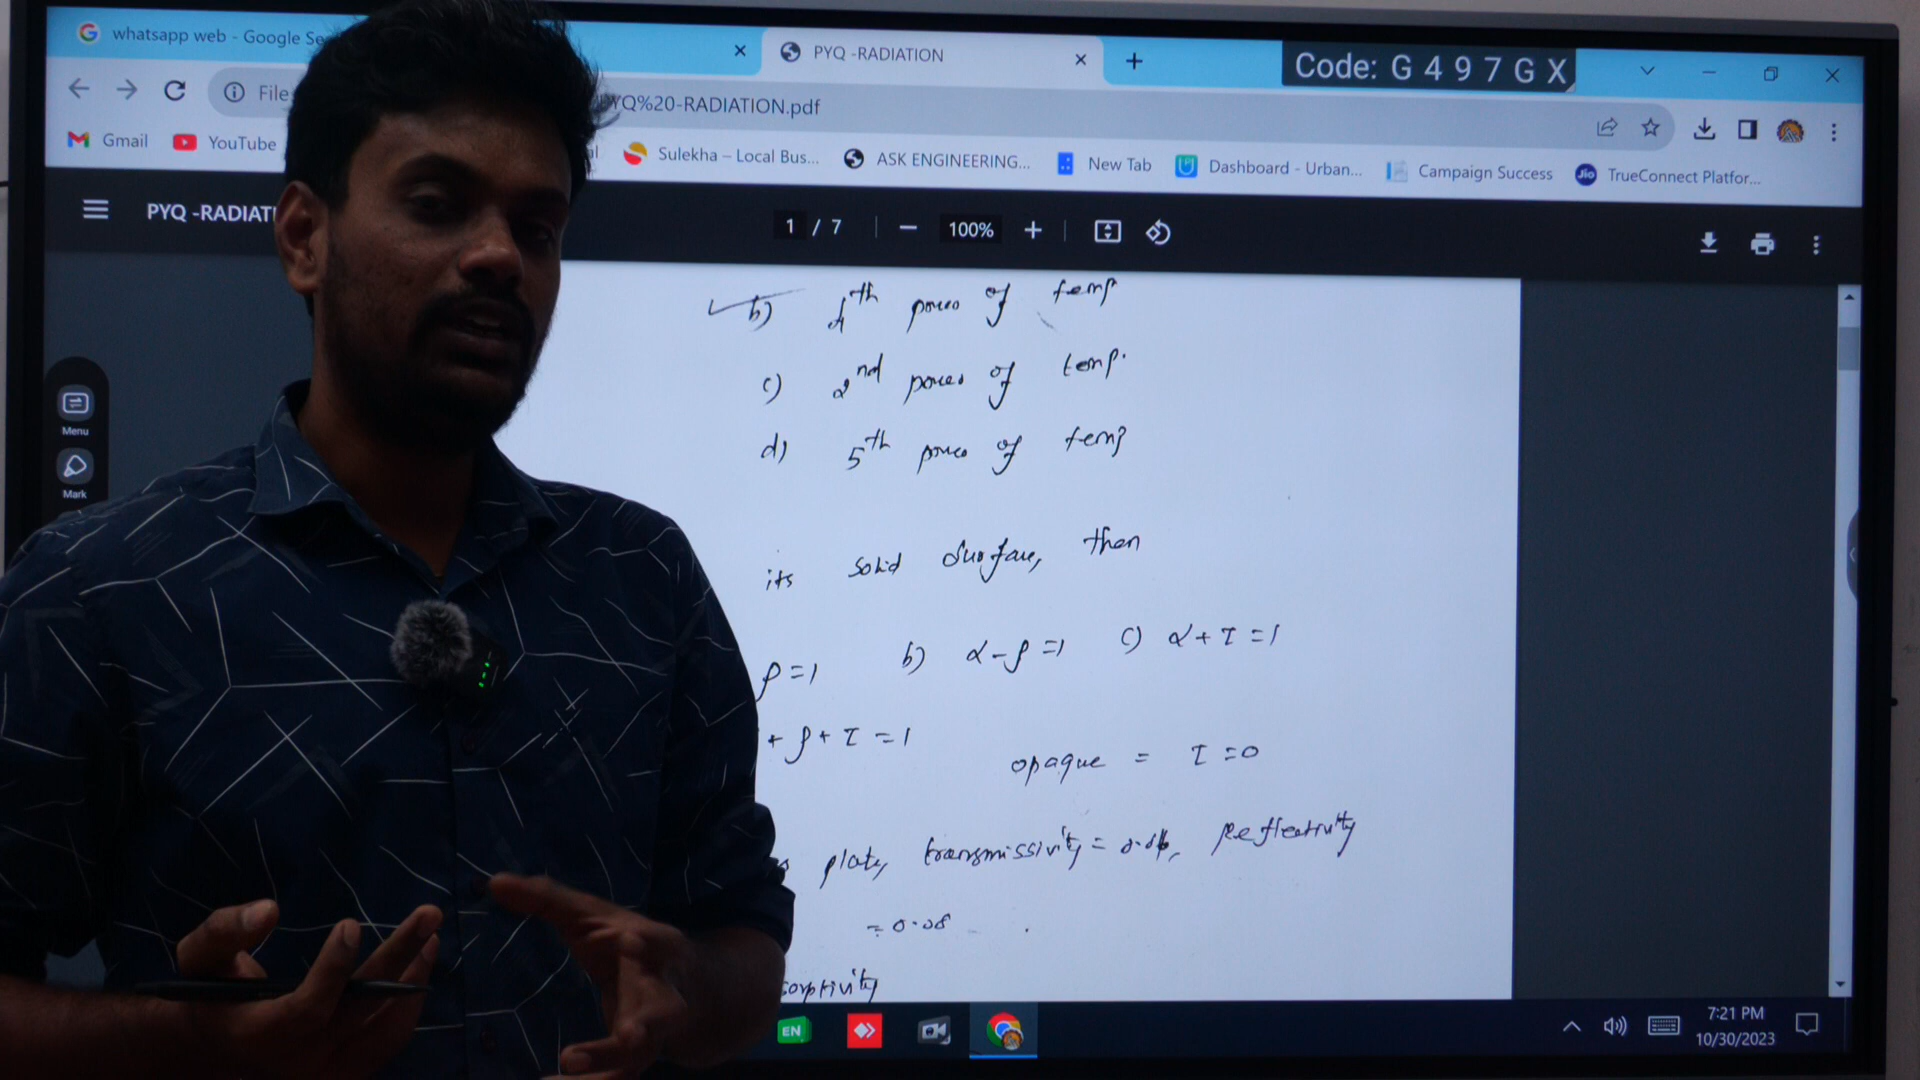 whatsapp web - Google Se
PYQ -RADIATION
Code: G 4 9 7 G X
File
YQ%20-RADIATION.pdf
Gmail
YouTube
al
Sulekha – Local Bus...
ASK ENGINEERING...
New Tab
Dashboard - Urban...
Campaign Success
Jio
TrueConnect Platfor...
PYQ -RADIATI
1 / 7
100%
b) 4th power of temp
c) 2nd power of temp.
d) 5th power of temp
Menu
Mark
its solid Surface, then
ρ=1 b) α-ρ=1 c) α+τ=1
+ρ+τ=1
opaque = τ=0
s plate, transmissivity= Reflectivity
= 0.08
sorptivity
EN
7:21 PM
10/30/2023